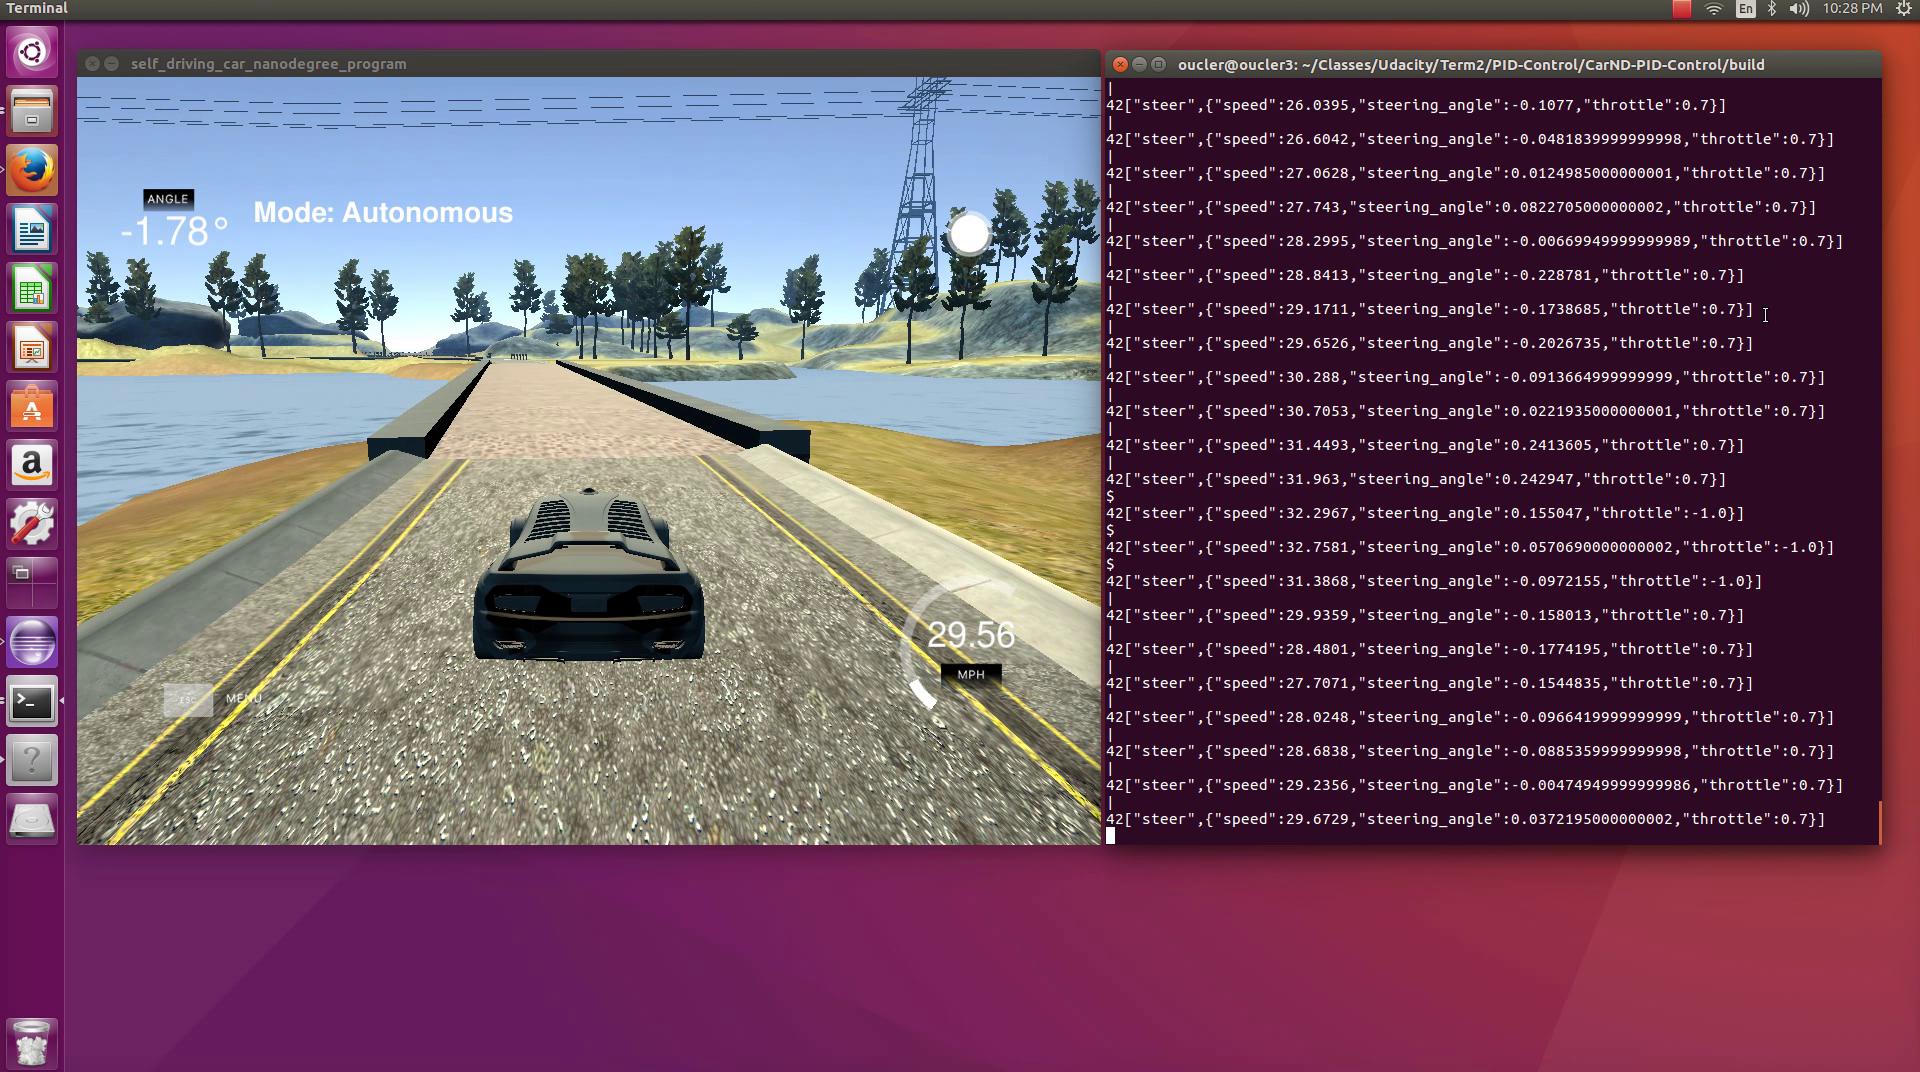 Terminal
En
10:28 PM
self_driving_car_nanodegree_program
ANGLE
-1.78°
Mode: Autonomous
29.56
MPH
ESC
MENU
oucler@oucler3: ~/Classes/Udacity/Term2/PID-Control/CarND-PID-Control/build
|
42["steer",{"speed":26.0395,"steering_angle":-0.1077,"throttle":0.7}]
|
42["steer",{"speed":26.6042,"steering_angle":-0.0481839999999998,"throttle":0.7}]
|
42["steer",{"speed":27.0628,"steering_angle":0.0124985000000001,"throttle":0.7}]
|
42["steer",{"speed":27.743,"steering_angle":0.0822705000000002,"throttle":0.7}]
|
42["steer",{"speed":28.2995,"steering_angle":-0.00669949999999989,"throttle":0.7}]
|
42["steer",{"speed":28.8413,"steering_angle":-0.228781,"throttle":0.7}]
|
42["steer",{"speed":29.1711,"steering_angle":-0.1738685,"throttle":0.7}]
|
42["steer",{"speed":29.6526,"steering_angle":-0.2026735,"throttle":0.7}]
|
42["steer",{"speed":30.288,"steering_angle":-0.0913664999999999,"throttle":0.7}]
|
42["steer",{"speed":30.7053,"steering_angle":0.0221935000000001,"throttle":0.7}]
|
42["steer",{"speed":31.4493,"steering_angle":0.2413605,"throttle":0.7}]
|
42["steer",{"speed":31.963,"steering_angle":0.242947,"throttle":0.7}]
$
42["steer",{"speed":32.2967,"steering_angle":0.155047,"throttle":-1.0}]
$
42["steer",{"speed":32.7581,"steering_angle":0.0570690000000002,"throttle":-1.0}]
$
42["steer",{"speed":31.3868,"steering_angle":-0.0972155,"throttle":-1.0}]
|
42["steer",{"speed":29.9359,"steering_angle":-0.158013,"throttle":0.7}]
|
42["steer",{"speed":28.4801,"steering_angle":-0.1774195,"throttle":0.7}]
|
42["steer",{"speed":27.7071,"steering_angle":-0.1544835,"throttle":0.7}]
|
42["steer",{"speed":28.0248,"steering_angle":-0.0966419999999999,"throttle":0.7}]
|
42["steer",{"speed":28.6838,"steering_angle":-0.0885359999999998,"throttle":0.7}]
|
42["steer",{"speed":29.2356,"steering_angle":-0.00474949999999986,"throttle":0.7}]
|
42["steer",{"speed":29.6729,"steering_angle":0.0372195000000002,"throttle":0.7}]